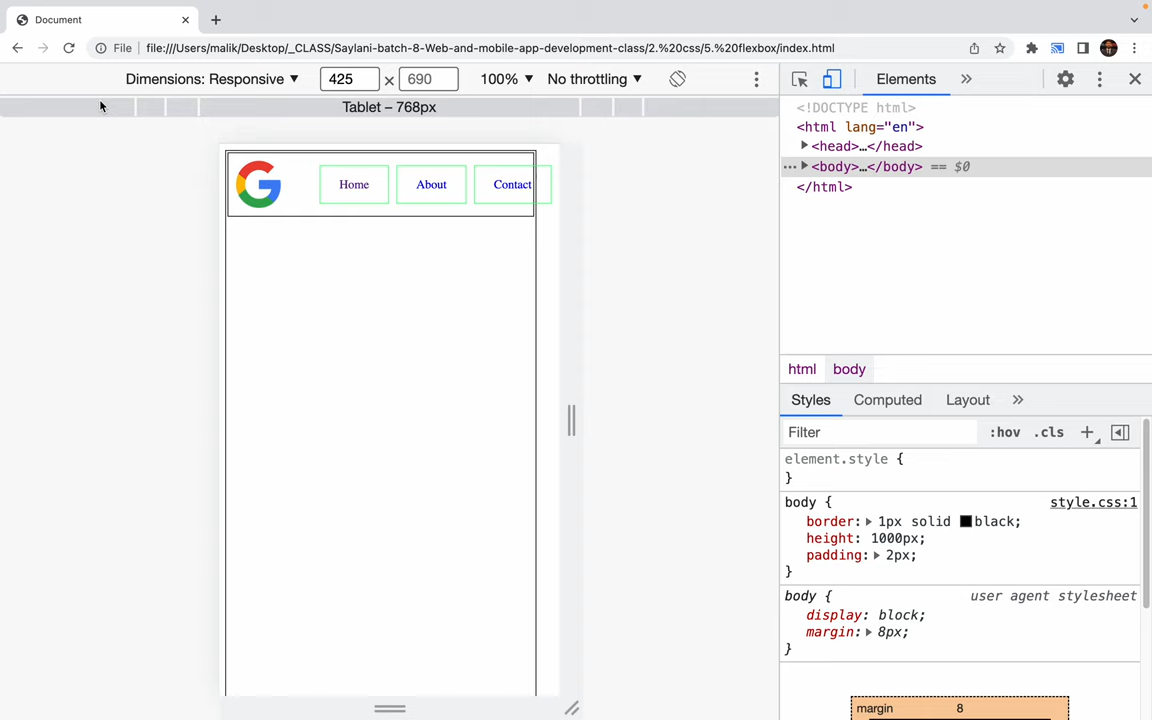 Document
File
file:///Users/malik/Desktop/_CLASS/Saylani-batch-8-Web-and-mobile-app-development-class/2.%20css/5.%20flexbox/index.html
Dimensions: Responsive ▼ 425 × 690 100% ▼ No throttling ▼
Elements »
Tablet – 768px
<!DOCTYPE html>
<html lang="en">
▶ <head>…</head>
… ▶ <body>…</body> == $0
</html>
G
Home
About
Contact
html body
Styles Computed Layout »
Filter :hov .cls +
element.style {
}
body { style.css:1
border: ▶ 1px solid black;
height: 1000px;
padding: ▶ 2px;
}
body { user agent stylesheet
display: block;
margin: ▶ 8px;
}
margin 8